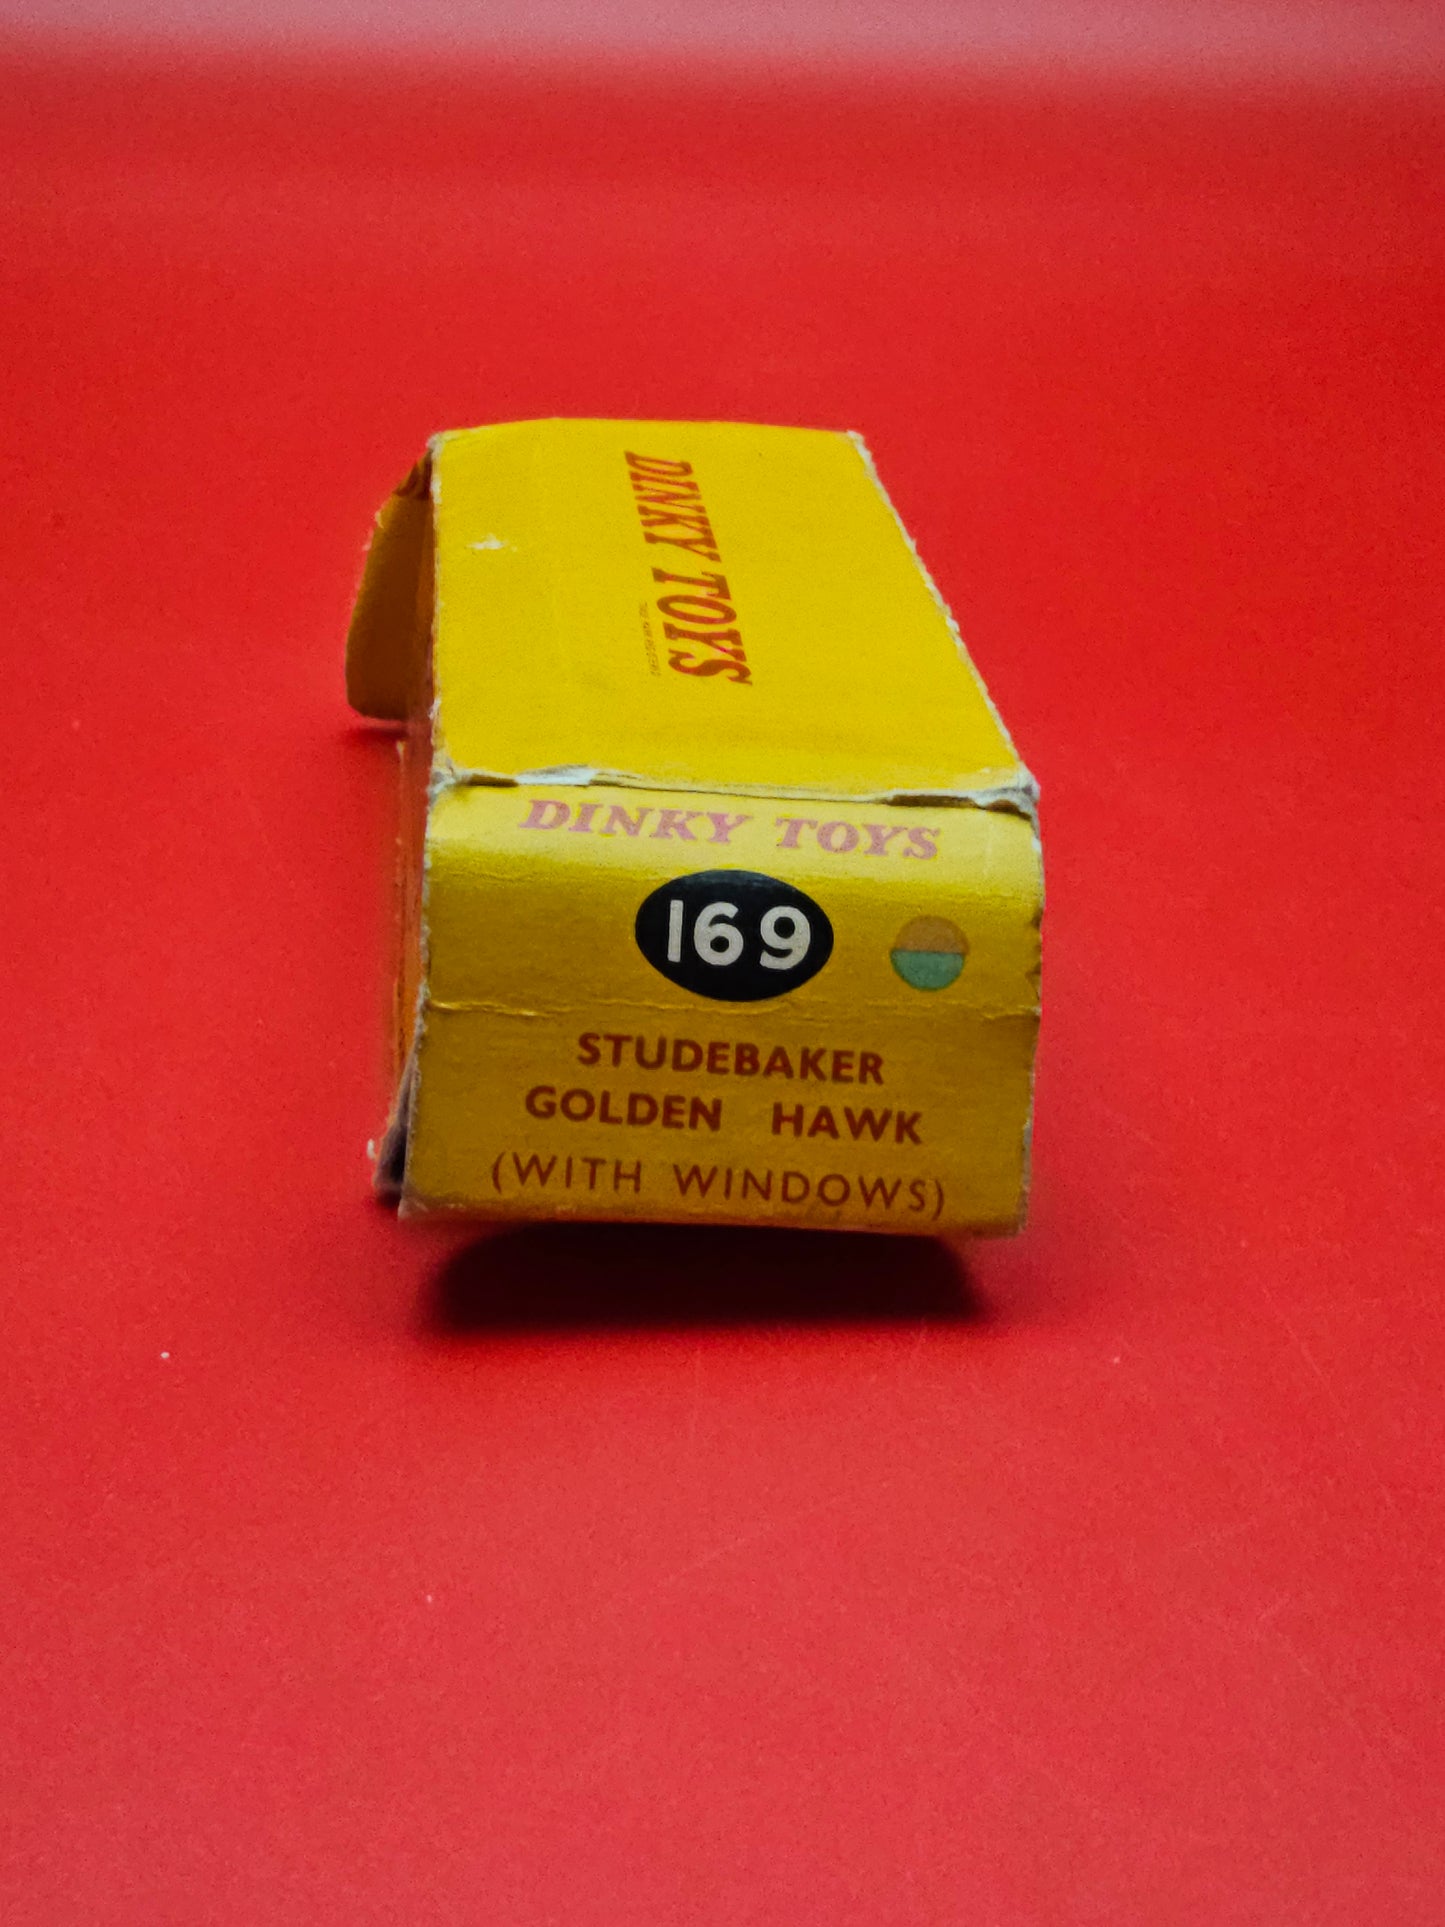 DINKY TOYS
DINKY TOYS
169
STUDEBAKER
GOLDEN HAWK
(WITH WINDOWS)